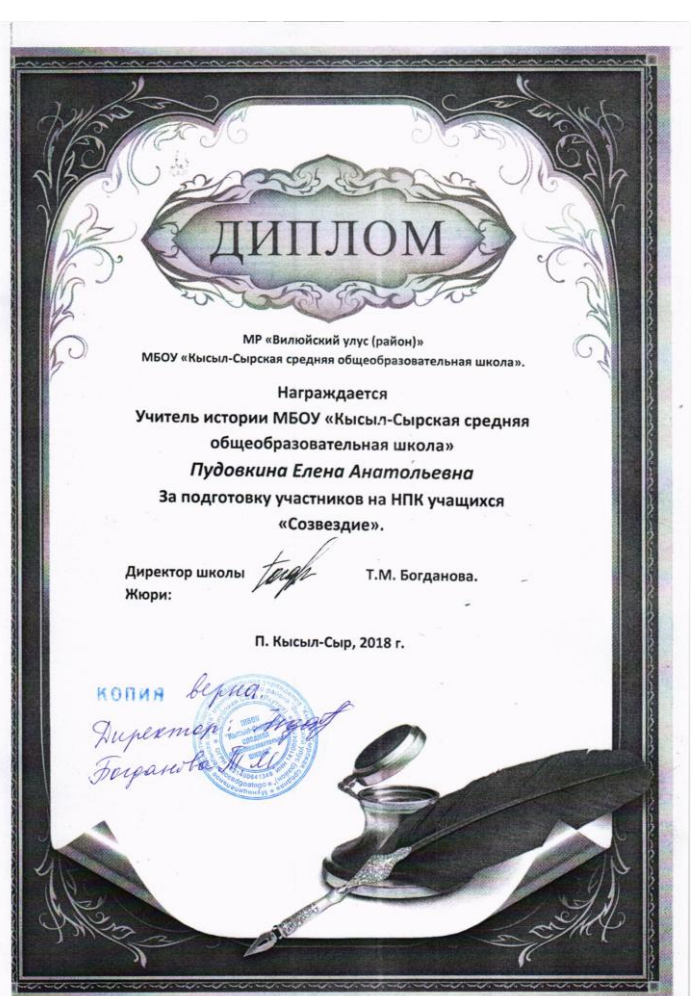 ДИПЛОМ
МР «Вилюйский улус (район)»
МБОУ «Кысыл-Сырская средняя общеобразовательная школа».
Награждается
Учитель истории МБОУ «Кысыл-Сырская средняя
общеобразовательная школа»
Пудовкина Елена Анатольевна
За подготовку участников на НПК учащихся
«Созвездие».
Директор школы Т.М. Богданова.
Жюри:
П. Кысыл-Сыр, 2018 г.
КОПИЯ верна.
Директор:
Богданова Т.М.